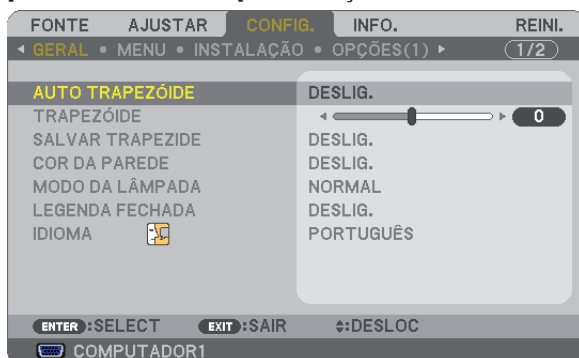 FONTE AJUSTAR CONFIG. INFO. REINI.
GERAL • MENU • INSTALAÇÃO • OPÇÕES(1) 1/2
AUTO TRAPEZÓIDE DESLIG.
TRAPEZÓIDE 0
SALVAR TRAPEZIDE DESLIG.
COR DA PAREDE DESLIG.
MODO DA LÂMPADA NORMAL
LEGENDA FECHADA DESLIG.
IDIOMA PORTUGUÊS
ENTER:SELECT EXIT:SAIR :DESLOC
COMPUTADOR1